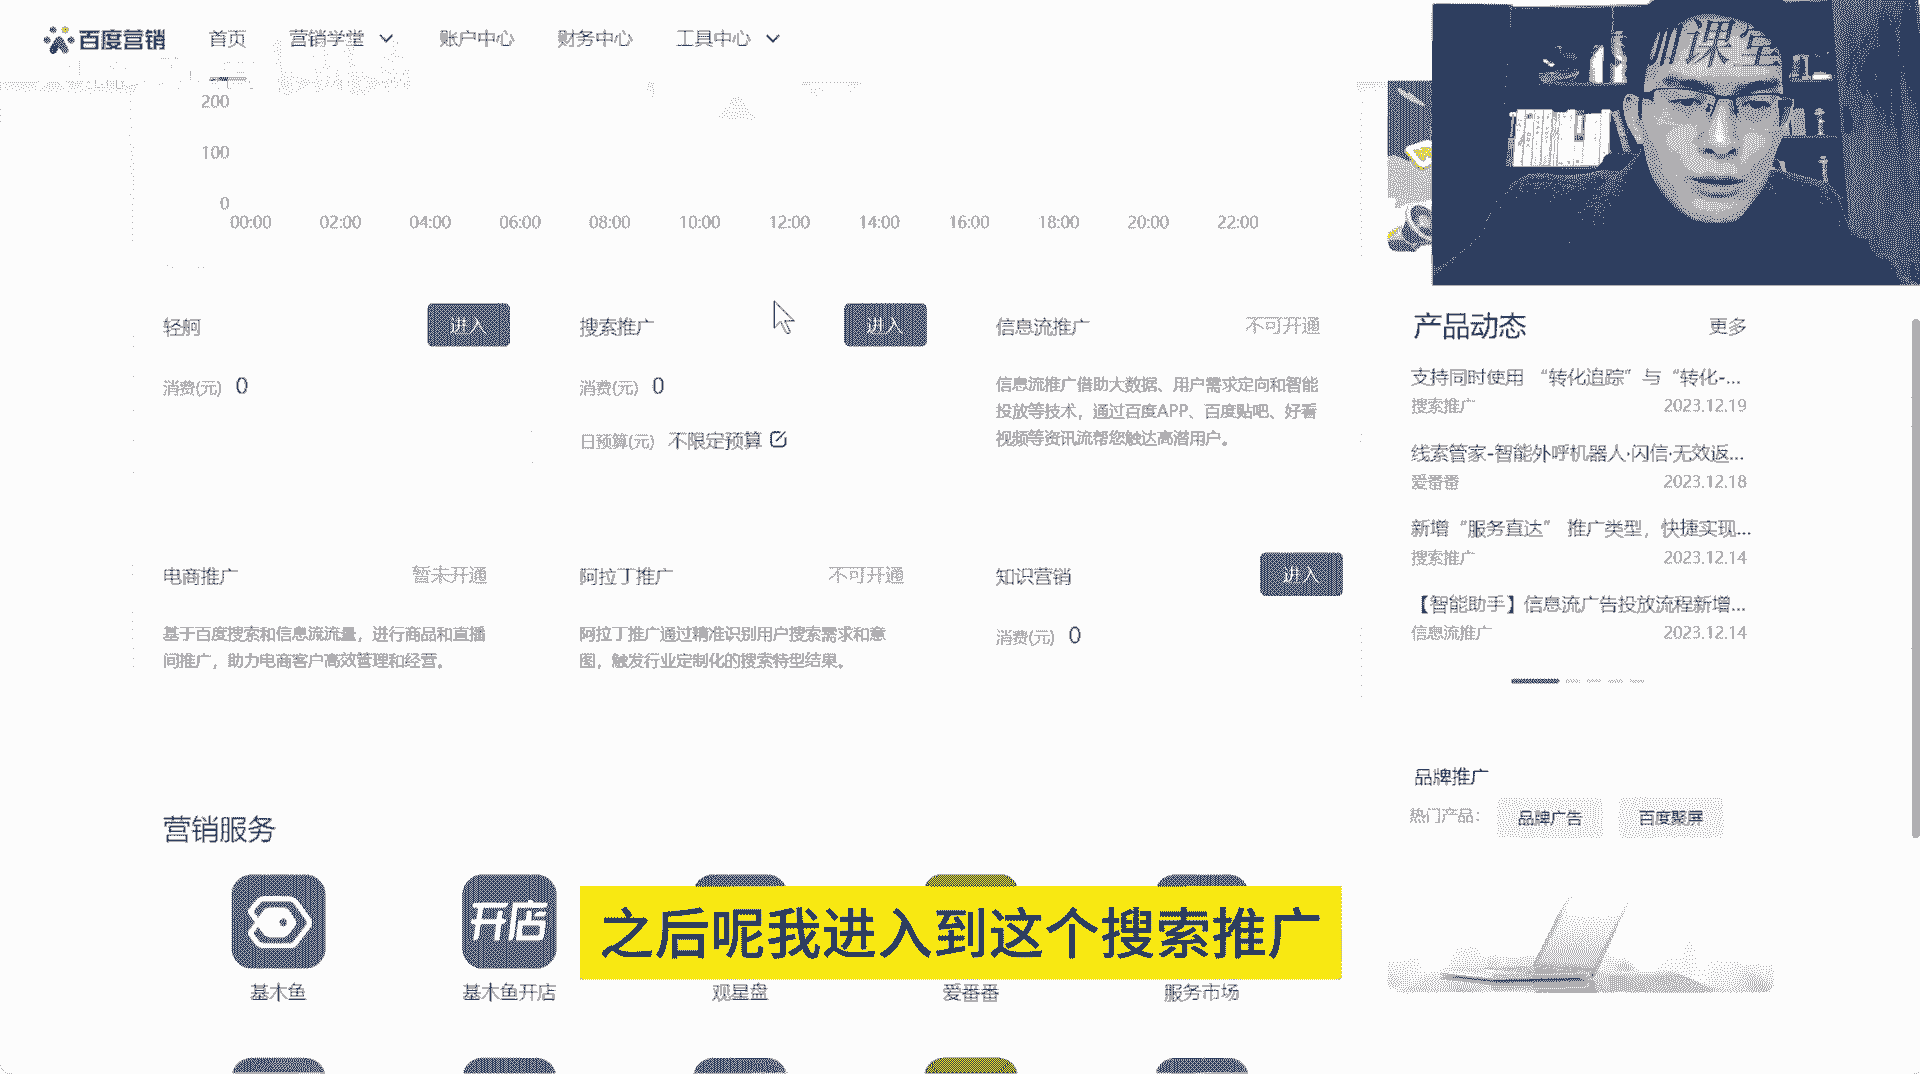 百度营销
首页
营销学堂
账户中心
财务中心
工具中心
训课堂
200
100
0
00:00
02:00
04:00
06:00
08:00
10:00
12:00
14:00
16:00
18:00
20:00
22:00
轻舸
进入
消费(元) 0
搜索推广
进入
消费(元) 0
日预算(元) 不限定预算
信息流推广
不可开通
信息流推广借助大数据、用户需求定向和智能
投放等技术，通过百度APP、百度贴吧、好看
视频等资讯流帮您触达高潜用户。
电商推广
暂未开通
基于百度搜索和信息流流量，进行商品和直播
间推广，助力电商客户高效管理和经营。
阿拉丁推广
不可开通
阿拉丁推广通过精准识别用户搜索需求和意
图，触发行业定制化的搜索特型结果。
知识营销
进入
消费(元) 0
产品动态
更多
支持同时使用 “转化追踪” 与 “转化-...
搜索推广
2023.12.19
线索管家-智能外呼机器人·闪信·无效返...
爱番番
2023.12.18
新增“服务直达” 推广类型，快捷实现...
搜索推广
2023.12.14
【智能助手】信息流广告投放流程新增...
信息流推广
2023.12.14
品牌推广
热门产品：
品牌广告
百度聚屏
营销服务
开店
之后呢我进入到这个搜索推广
基木鱼
基木鱼开店
观星盘
爱番番
服务市场